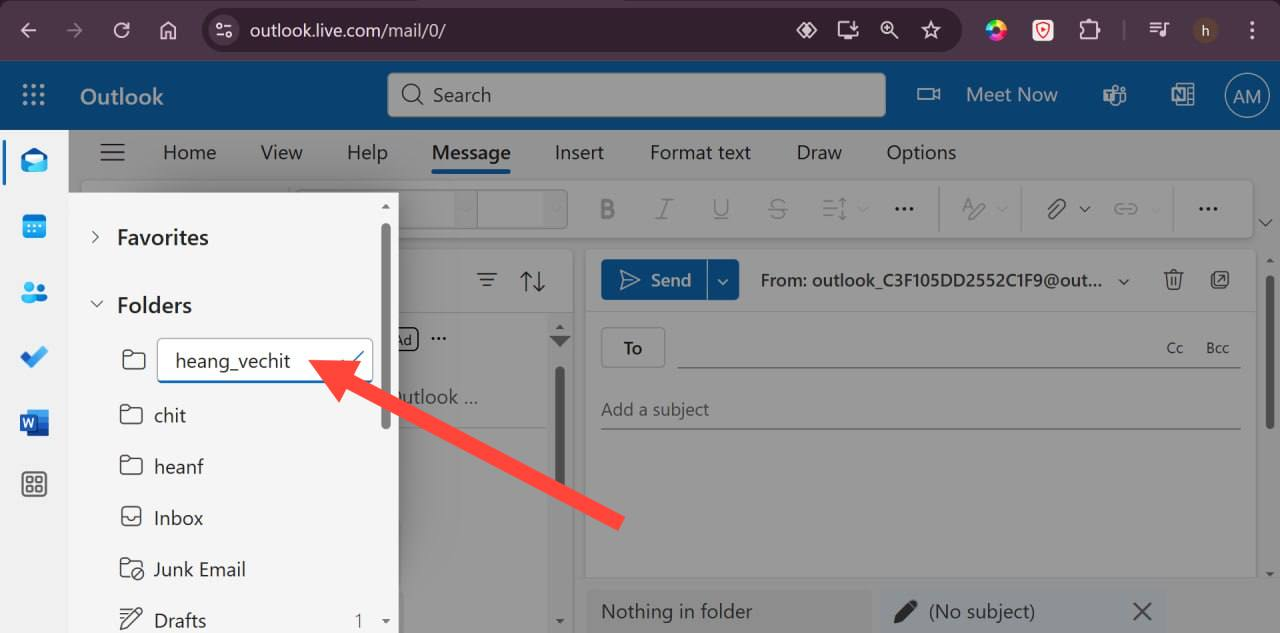 outlook.live.com/mail/0/
h
Outlook
Search
Meet Now
AM
Home View Help Message Insert Format text Draw Options
B I U S
Favorites
Folders
heang_vechit
chit
heanf
Inbox
Junk Email
Drafts 1
Ad
Outlook ...
Send
From: outlook_C3F105DD2552C1F9@out...
To
Cc Bcc
Add a subject
Nothing in folder
(No subject)
W